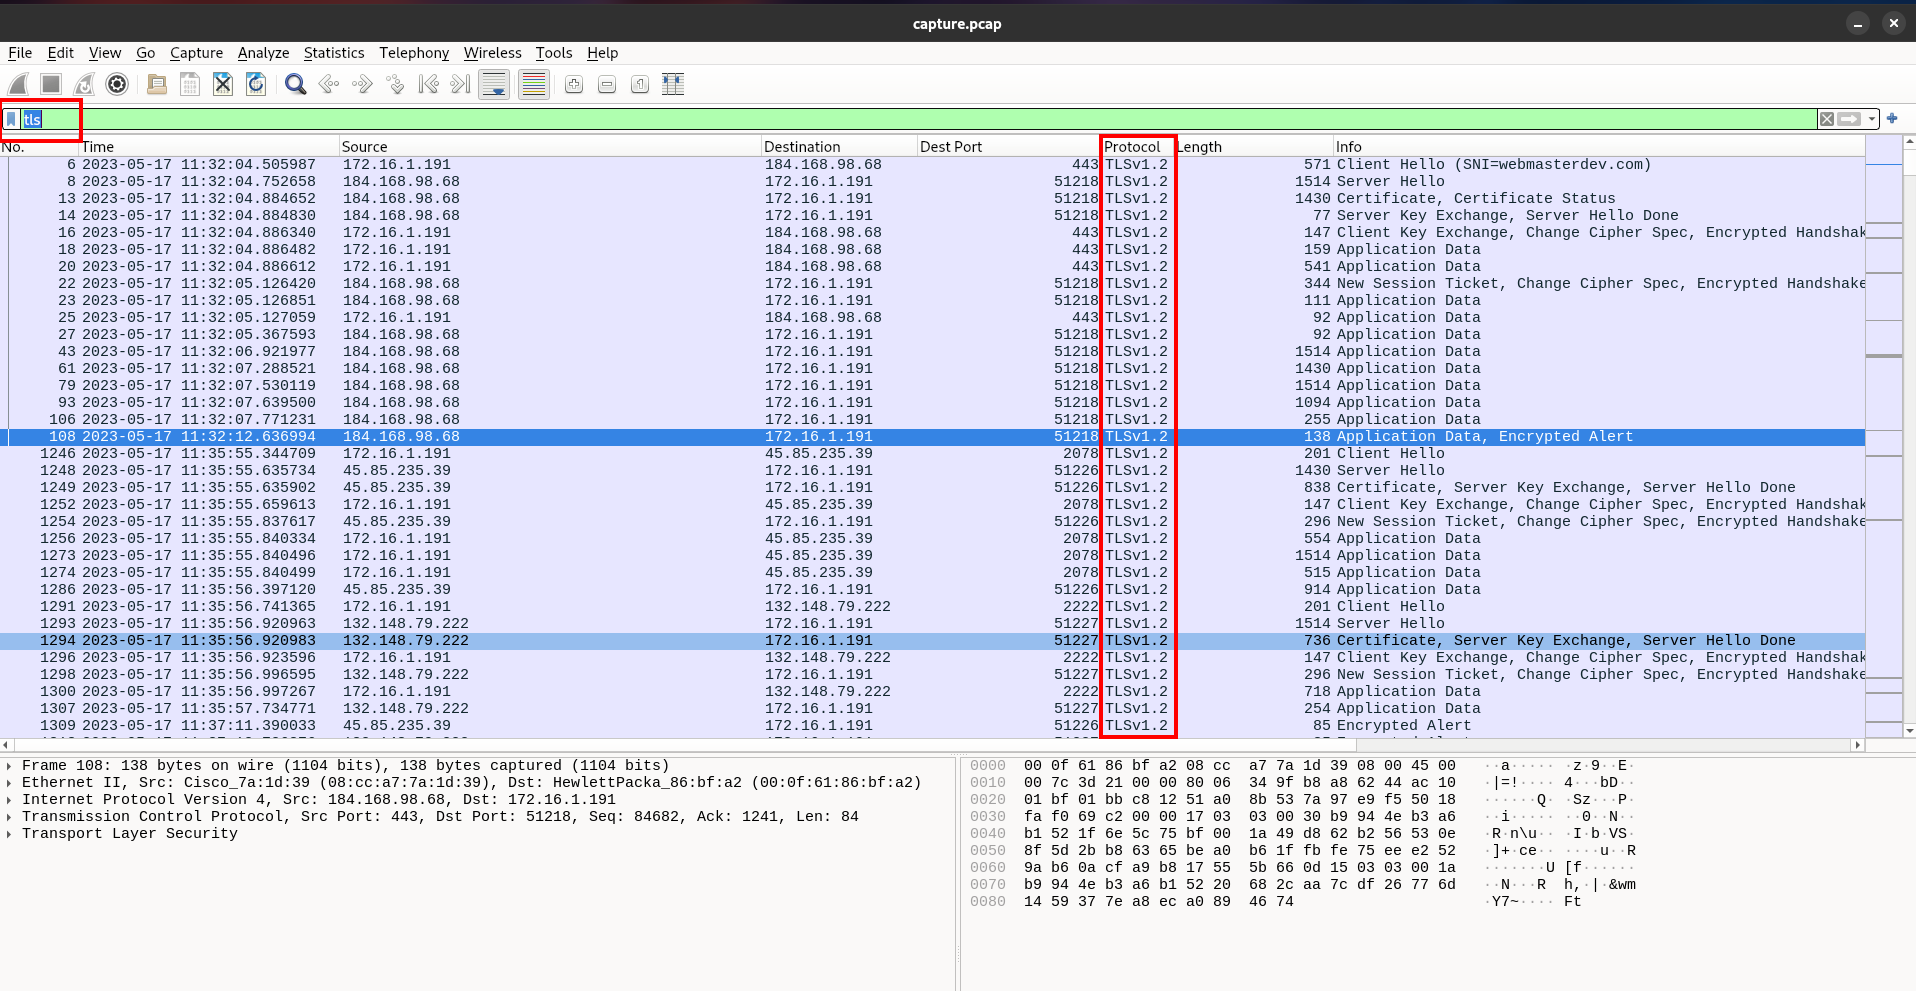 capture.pcap
File Edit View Go Capture Analyze Statistics Telephony Wireless Tools Help
tls
No. Time Source Destination Dest Port Protocol Length Info
6 2023-05-17 11:32:04.505987 172.16.1.191 184.168.98.68 443 TLSv1.2 571 Client Hello (SNI=webmasterdev.com)
8 2023-05-17 11:32:04.752658 184.168.98.68 172.16.1.191 51218 TLSv1.2 1514 Server Hello
13 2023-05-17 11:32:04.884652 184.168.98.68 172.16.1.191 51218 TLSv1.2 1430 Certificate, Certificate Status
14 2023-05-17 11:32:04.884830 184.168.98.68 172.16.1.191 51218 TLSv1.2 77 Server Key Exchange, Server Hello Done
16 2023-05-17 11:32:04.886340 172.16.1.191 184.168.98.68 443 TLSv1.2 147 Client Key Exchange, Change Cipher Spec, Encrypted Handshak
18 2023-05-17 11:32:04.886482 172.16.1.191 184.168.98.68 443 TLSv1.2 159 Application Data
20 2023-05-17 11:32:04.886612 172.16.1.191 184.168.98.68 443 TLSv1.2 541 Application Data
22 2023-05-17 11:32:05.126420 184.168.98.68 172.16.1.191 51218 TLSv1.2 344 New Session Ticket, Change Cipher Spec, Encrypted Handshake
23 2023-05-17 11:32:05.126851 184.168.98.68 172.16.1.191 51218 TLSv1.2 111 Application Data
25 2023-05-17 11:32:05.127059 172.16.1.191 184.168.98.68 443 TLSv1.2 92 Application Data
27 2023-05-17 11:32:05.367593 184.168.98.68 172.16.1.191 51218 TLSv1.2 92 Application Data
43 2023-05-17 11:32:06.921977 184.168.98.68 172.16.1.191 51218 TLSv1.2 1514 Application Data
61 2023-05-17 11:32:07.288521 184.168.98.68 172.16.1.191 51218 TLSv1.2 1430 Application Data
79 2023-05-17 11:32:07.530119 184.168.98.68 172.16.1.191 51218 TLSv1.2 1514 Application Data
93 2023-05-17 11:32:07.639500 184.168.98.68 172.16.1.191 51218 TLSv1.2 1094 Application Data
106 2023-05-17 11:32:07.771231 184.168.98.68 172.16.1.191 51218 TLSv1.2 255 Application Data
108 2023-05-17 11:32:12.636994 184.168.98.68 172.16.1.191 51218 TLSv1.2 138 Application Data, Encrypted Alert
1246 2023-05-17 11:35:55.344709 172.16.1.191 45.85.235.39 2078 TLSv1.2 201 Client Hello
1248 2023-05-17 11:35:55.635734 45.85.235.39 172.16.1.191 51226 TLSv1.2 1430 Server Hello
1249 2023-05-17 11:35:55.635902 45.85.235.39 172.16.1.191 51226 TLSv1.2 838 Certificate, Server Key Exchange, Server Hello Done
1252 2023-05-17 11:35:55.659613 172.16.1.191 45.85.235.39 2078 TLSv1.2 147 Client Key Exchange, Change Cipher Spec, Encrypted Handshak
1254 2023-05-17 11:35:55.837617 45.85.235.39 172.16.1.191 51226 TLSv1.2 296 New Session Ticket, Change Cipher Spec, Encrypted Handshake
1256 2023-05-17 11:35:55.840334 172.16.1.191 45.85.235.39 2078 TLSv1.2 554 Application Data
1273 2023-05-17 11:35:55.840496 172.16.1.191 45.85.235.39 2078 TLSv1.2 1514 Application Data
1274 2023-05-17 11:35:55.840499 172.16.1.191 45.85.235.39 2078 TLSv1.2 515 Application Data
1286 2023-05-17 11:35:56.397120 45.85.235.39 172.16.1.191 51226 TLSv1.2 914 Application Data
1291 2023-05-17 11:35:56.741365 172.16.1.191 132.148.79.222 2222 TLSv1.2 201 Client Hello
1293 2023-05-17 11:35:56.920963 132.148.79.222 172.16.1.191 51227 TLSv1.2 1514 Server Hello
1294 2023-05-17 11:35:56.920983 132.148.79.222 172.16.1.191 51227 TLSv1.2 736 Certificate, Server Key Exchange, Server Hello Done
1296 2023-05-17 11:35:56.923596 172.16.1.191 132.148.79.222 2222 TLSv1.2 147 Client Key Exchange, Change Cipher Spec, Encrypted Handshak
1298 2023-05-17 11:35:56.996595 132.148.79.222 172.16.1.191 51227 TLSv1.2 296 New Session Ticket, Change Cipher Spec, Encrypted Handshake
1300 2023-05-17 11:35:56.997267 172.16.1.191 132.148.79.222 2222 TLSv1.2 718 Application Data
1307 2023-05-17 11:35:57.734771 132.148.79.222 172.16.1.191 51227 TLSv1.2 254 Application Data
1309 2023-05-17 11:37:11.390033 45.85.235.39 172.16.1.191 51226 TLSv1.2 85 Encrypted Alert
Frame 108: 138 bytes on wire (1104 bits), 138 bytes captured (1104 bits)
Ethernet II, Src: Cisco_7a:1d:39 (08:cc:a7:7a:1d:39), Dst: HewlettPacka_86:bf:a2 (00:0f:61:86:bf:a2)
Internet Protocol Version 4, Src: 184.168.98.68, Dst: 172.16.1.191
Transmission Control Protocol, Src Port: 443, Dst Port: 51218, Seq: 84682, Ack: 1241, Len: 84
Transport Layer Security
0000 00 0f 61 86 bf a2 08 cc a7 7a 1d 39 08 00 45 00 ··a····· ·z·9··E·
0010 00 7c 3d 21 00 00 80 06 34 9f b8 a8 62 44 ac 10 ·|=!···· 4···bD··
0020 01 bf 01 bb c8 12 51 a0 8b 53 7a 97 e9 f5 50 18 ······Q· ·Sz···P·
0030 fa f0 69 c2 00 00 17 03 03 00 30 b9 94 4e b3 a6 ··i····· ··0··N··
0040 b1 52 1f 6e 5c 75 bf 00 1a 49 d8 62 b2 56 53 0e ·R·n\u·· ·I·b·VS·
0050 8f 5d 2b b8 63 65 be a0 b6 1f fb fe 75 ee e2 52 ·]+·ce·· ····u··R
0060 9a b6 0a cf a9 b8 17 55 5b 66 0d 15 03 03 00 1a ·······U [f······
0070 b9 94 4e b3 a6 b1 52 20 68 2c aa 7c df 26 77 6d ··N···R  h,·|·&wm
0080 14 59 37 7e a8 ec a0 89 46 74 ·Y7~···· Ft